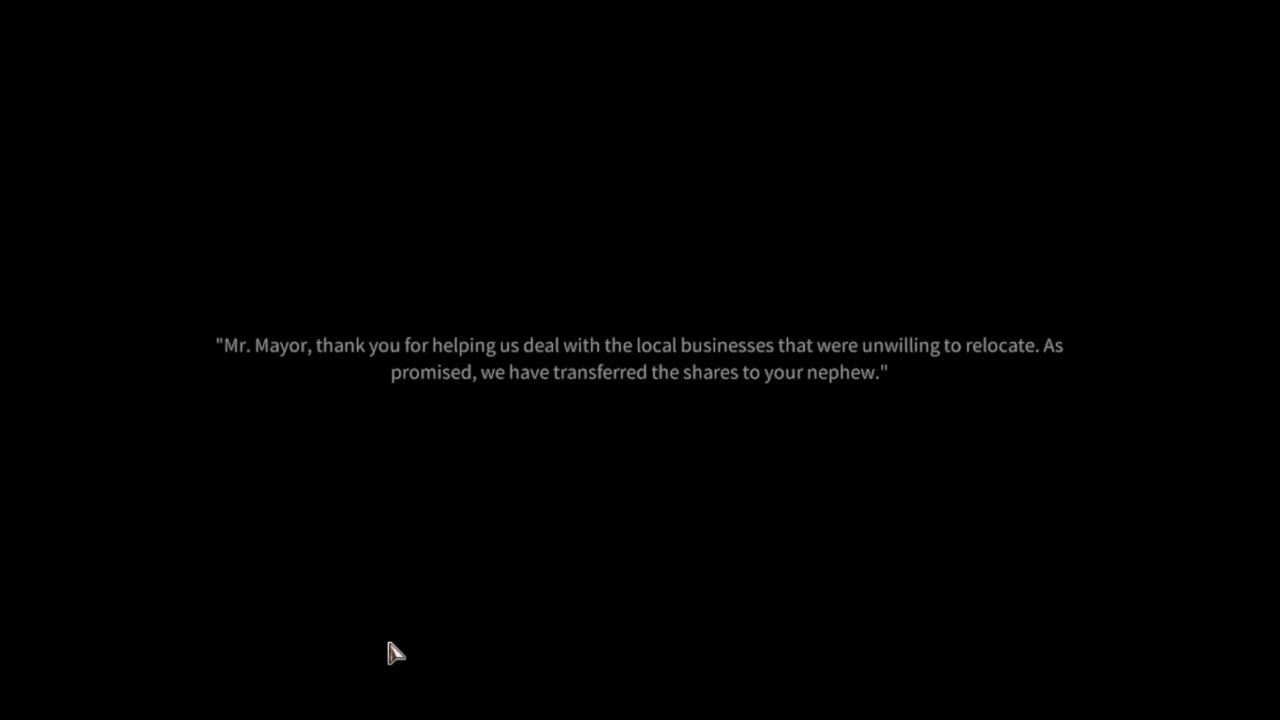 "Mr. Mayor, thank you for helping us deal with the local businesses that were unwilling to relocate. As
promised, we have transferred the shares to your nephew."